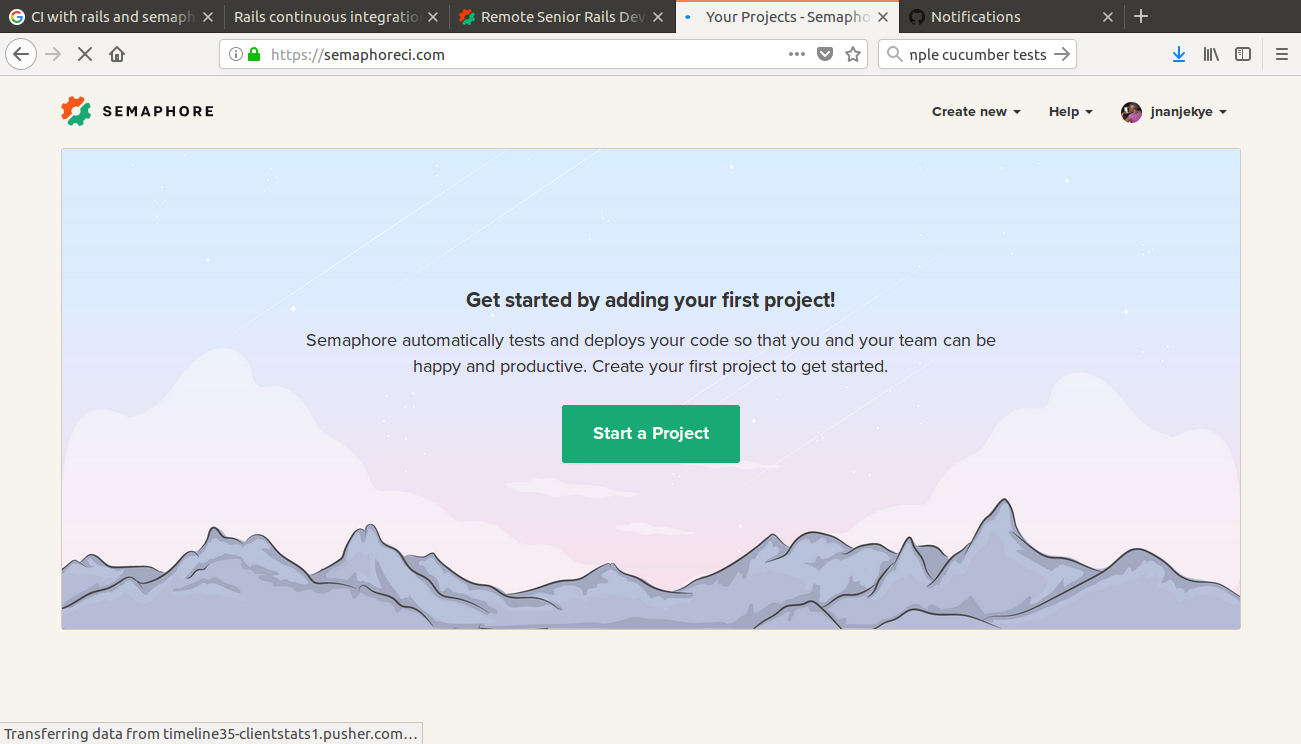 CI with rails and semaph
Rails continuous integratio
Remote Senior Rails Dev
Your Projects - Semapho
Notifications
https://semaphoreci.com
nple cucumber tests
SEMAPHORE
Create new
Help
jnanjekye
Get started by adding your first project!
Semaphore automatically tests and deploys your code so that you and your team can be
happy and productive. Create your first project to get started.
Start a Project
Transferring data from timeline35-clientstats1.pusher.com…